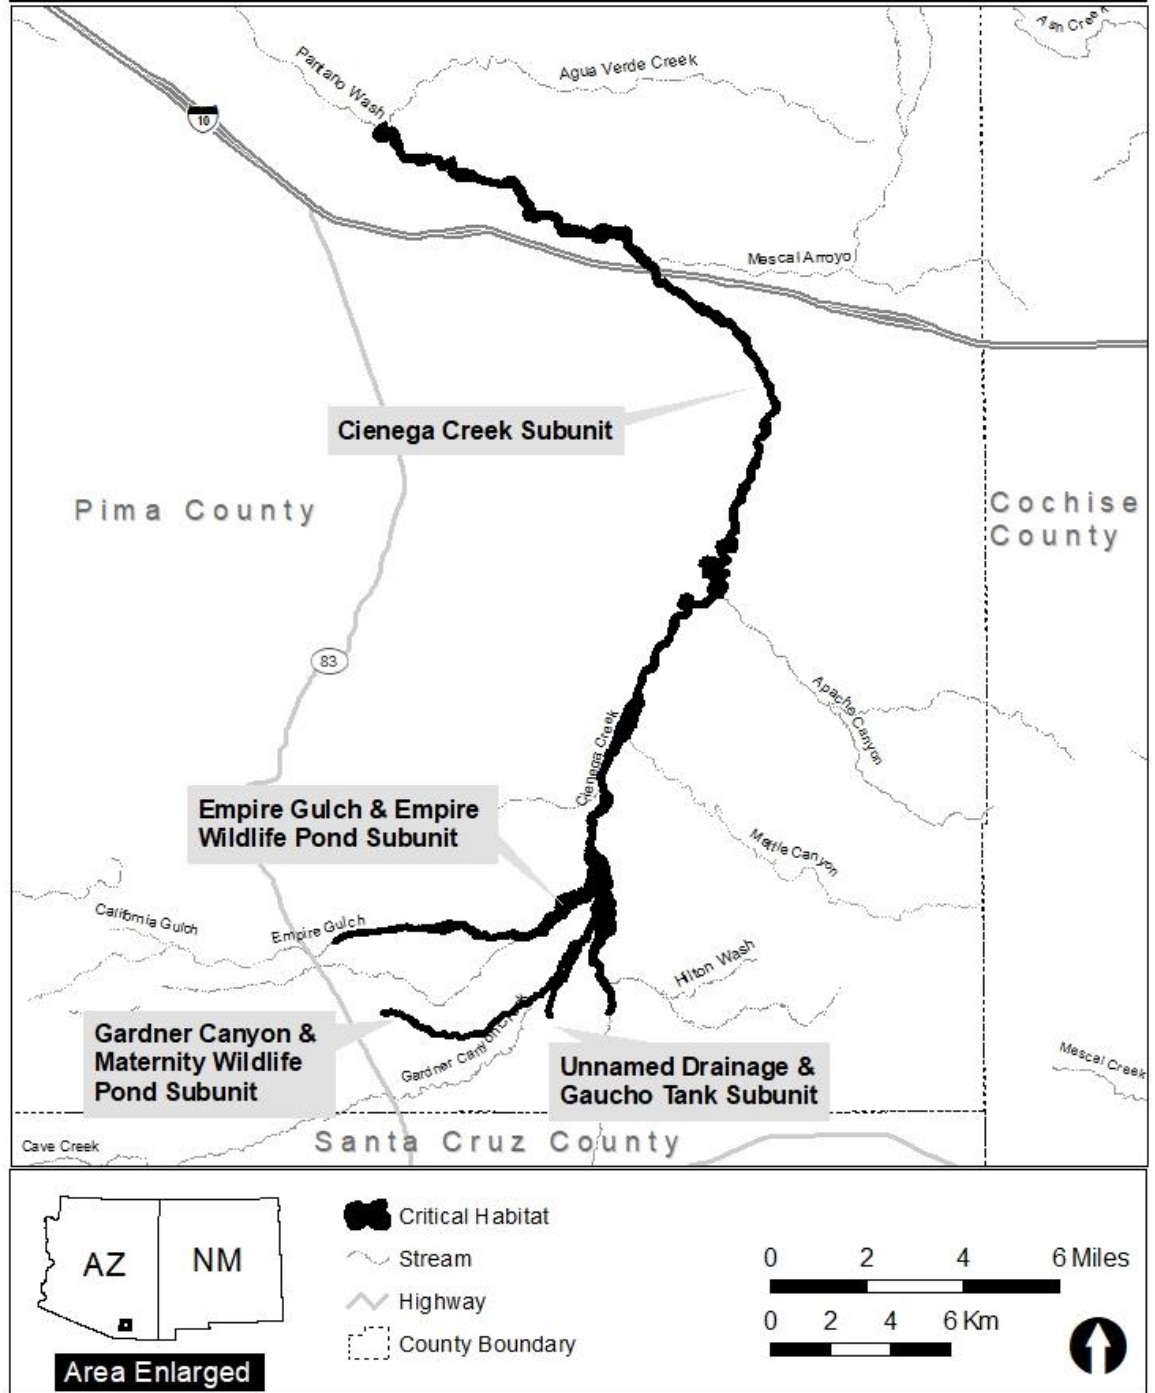 Ash Creek
Pantano Wash
Agua Verde Creek
10
Mescal Arroyo
Cienega Creek Subunit
Pima County
Cochise
County
83
Apache Canyon
Cienega Creek
Empire Gulch & Empire
Wildlife Pond Subunit
Mattie Canyon
California Gulch
Empire Gulch
Hilton Wash
Gardner Canyon &
Maternity Wildlife
Pond Subunit
Gardner Canyon
Unnamed Drainage &
Gaucho Tank Subunit
Mescal Creek
Cave Creek
Santa Cruz County
AZ
NM
Area Enlarged
Critical Habitat
Stream
Highway
County Boundary
0 2 4 6 Miles
0 2 4 6 Km